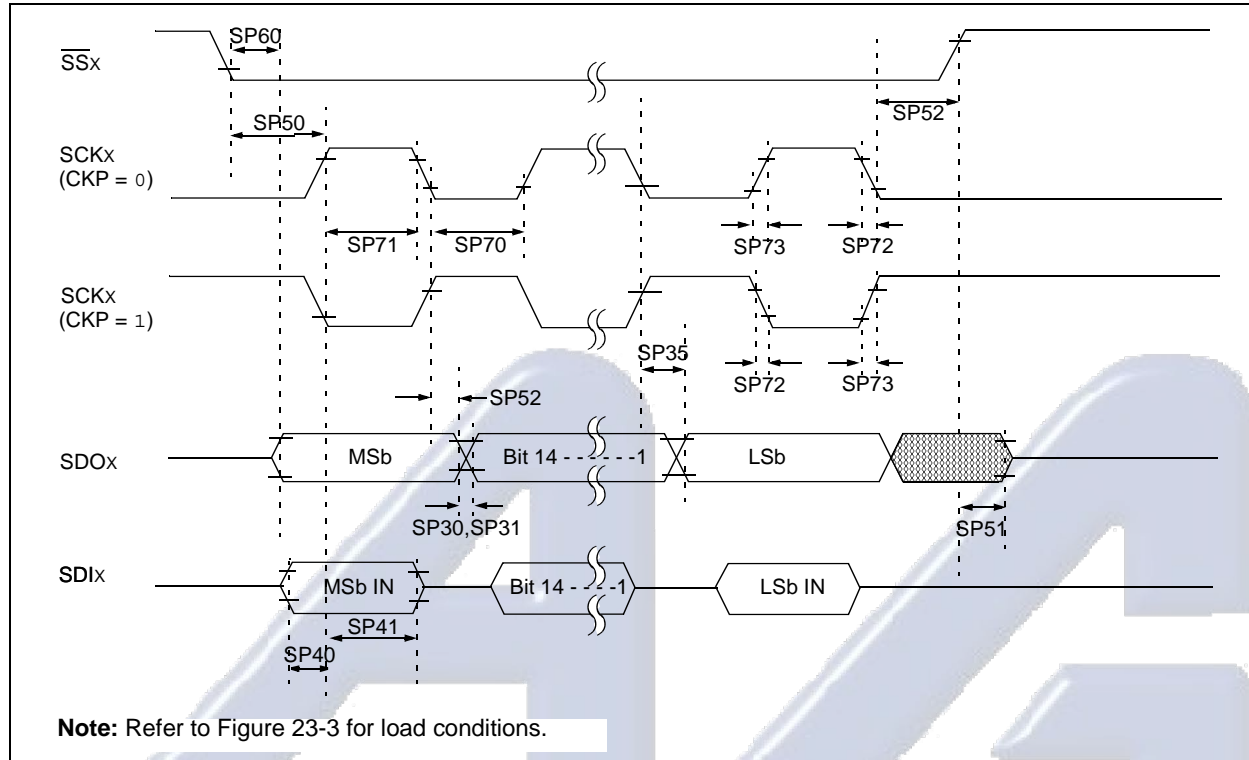 SP60
SSX
SP50
SP52
SCKX
(CKP = 0)
SP71
SP70
SP73
SP72
SCKX
(CKP = 1)
SP35
SP72
SP73
SP52
SDOX
MSb
Bit 14 - - - - - -1
LSb
SP30,SP31
SP51
SDIX
MSb IN
Bit 14 - - - -1
LSb IN
SP41
SP40
Note: Refer to Figure 23-3 for load conditions.